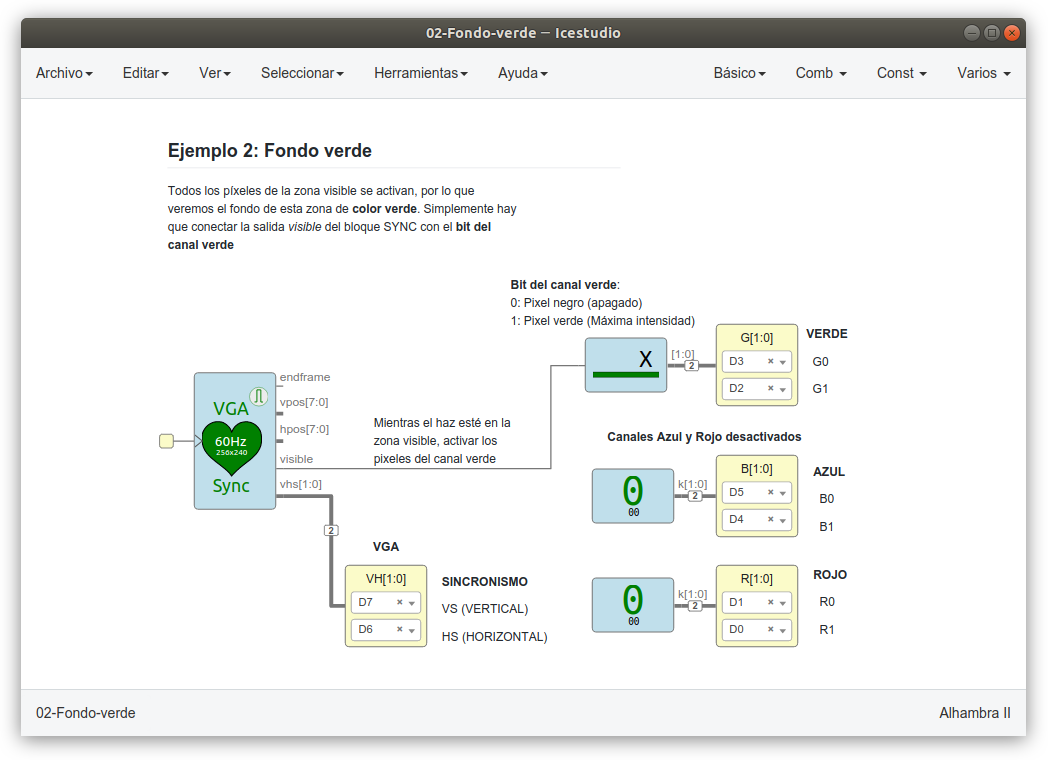 02-Fondo-verde — Icestudio
Archivo Editar Ver Seleccionar Herramientas Ayuda Básico Comb Const Varios
Ejemplo 2: Fondo verde
Todos los píxeles de la zona visible se activan, por lo que
veremos el fondo de esta zona de color verde. Simplemente hay
que conectar la salida visible del bloque SYNC con el bit del
canal verde
Bit del canal verde:
0: Pixel negro (apagado)
1: Pixel verde (Máxima intensidad)
X
[1:0]
2
G[1:0]
D3
D2
VERDE
G0
G1
VGA
60Hz
256x240
Sync
endframe
vpos[7:0]
hpos[7:0]
visible
vhs[1:0]
2
Mientras el haz esté en la
zona visible, activar los
pixeles del canal verde
Canales Azul y Rojo desactivados
0
00
k[1:0]
2
B[1:0]
D5
D4
AZUL
B0
B1
VGA
VH[1:0]
D7
D6
SINCRONISMO
VS (VERTICAL)
HS (HORIZONTAL)
0
00
k[1:0]
2
R[1:0]
D1
D0
ROJO
R0
R1
02-Fondo-verde Alhambra II